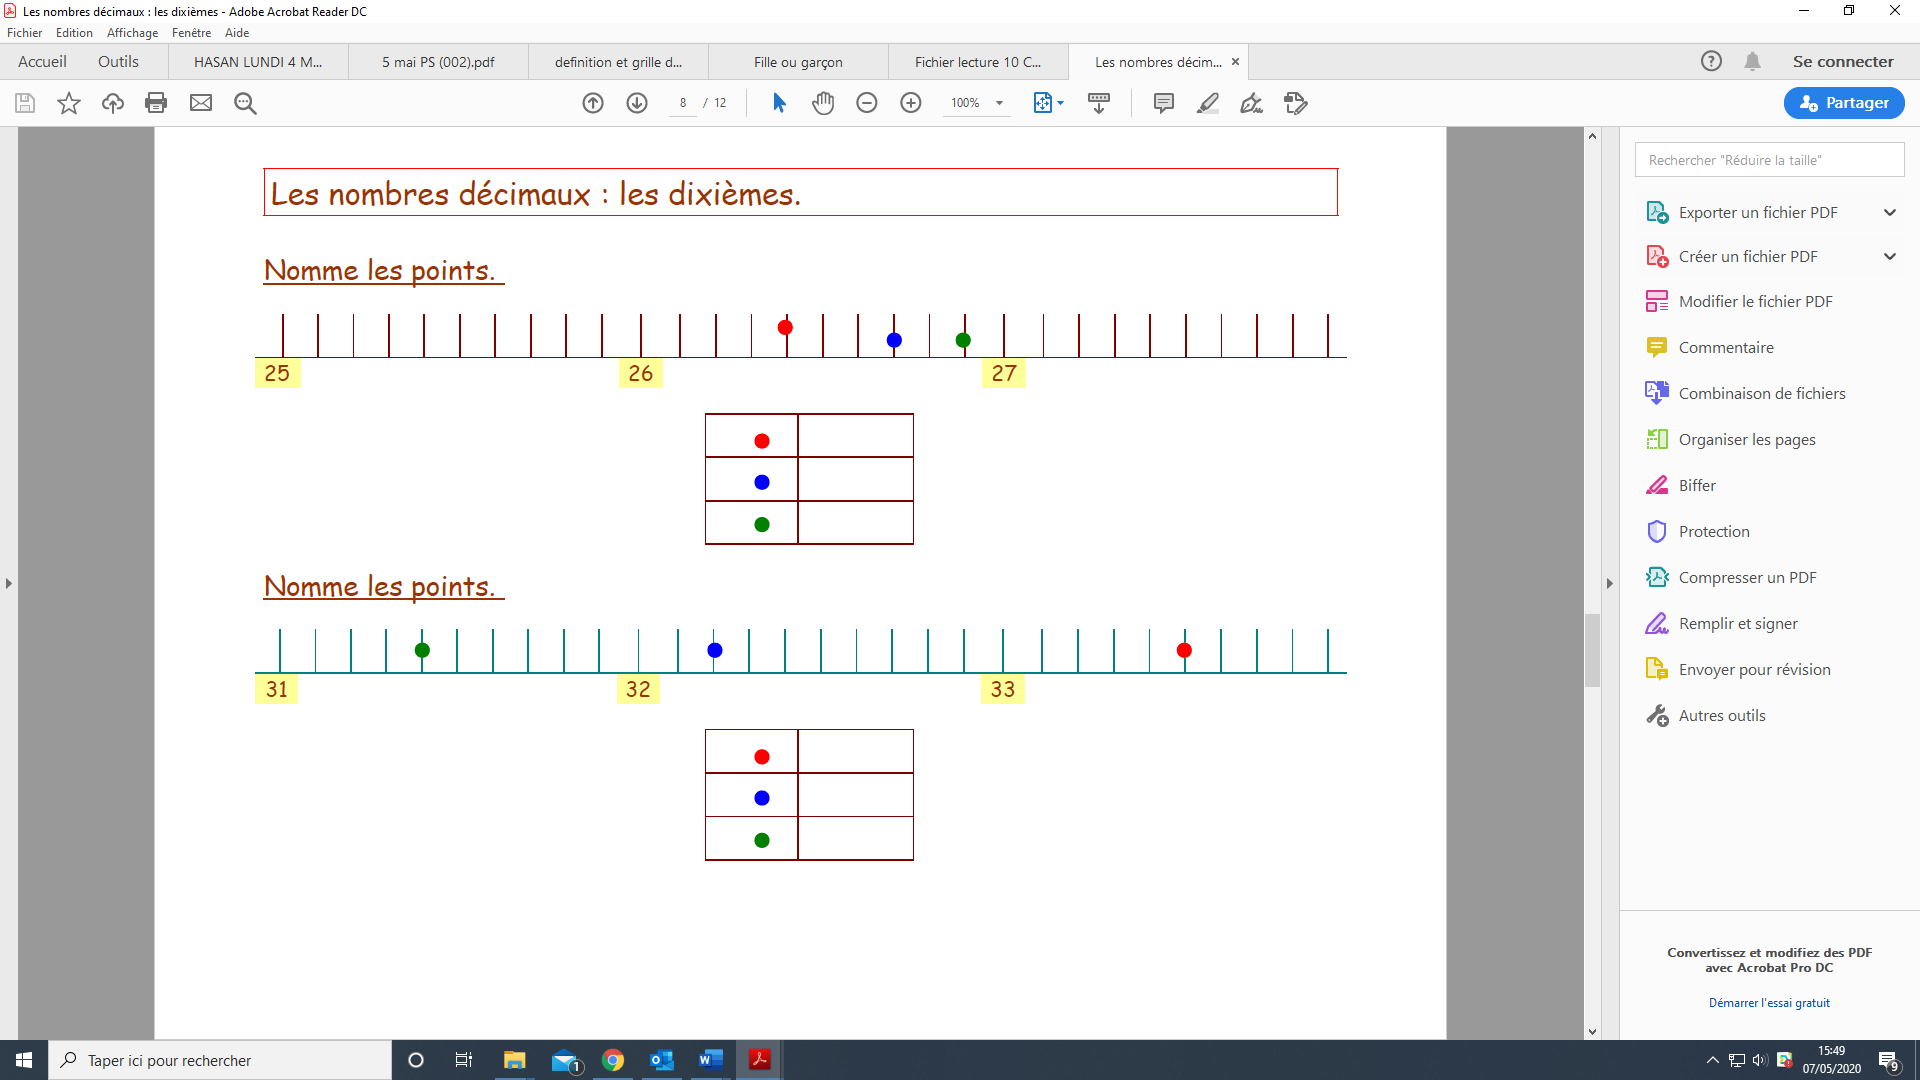 Les nombres décimaux : les dixièmes - Adobe Acrobat Reader DC
Fichier Edition Affichage Fenêtre Aide
Accueil Outils HASAN LUNDI 4 M... 5 mai PS (002).pdf definition et grille d... Fille ou garçon Fichier lecture 10 C... Les nombres décim... Se connecter
8 / 12 100% Partager
Les nombres décimaux : les dixièmes.
Nomme les points.
25 26 27
Nomme les points.
31 32 33
Rechercher "Réduire la taille"
Exporter un fichier PDF
Créer un fichier PDF
Modifier le fichier PDF
Commentaire
Combinaison de fichiers
Organiser les pages
Biffer
Protection
Compresser un PDF
Remplir et signer
Envoyer pour révision
Autres outils
Convertissez et modifiez des PDF
avec Acrobat Pro DC
Démarrer l'essai gratuit
Taper ici pour rechercher
1
15:49
07/05/2020
9